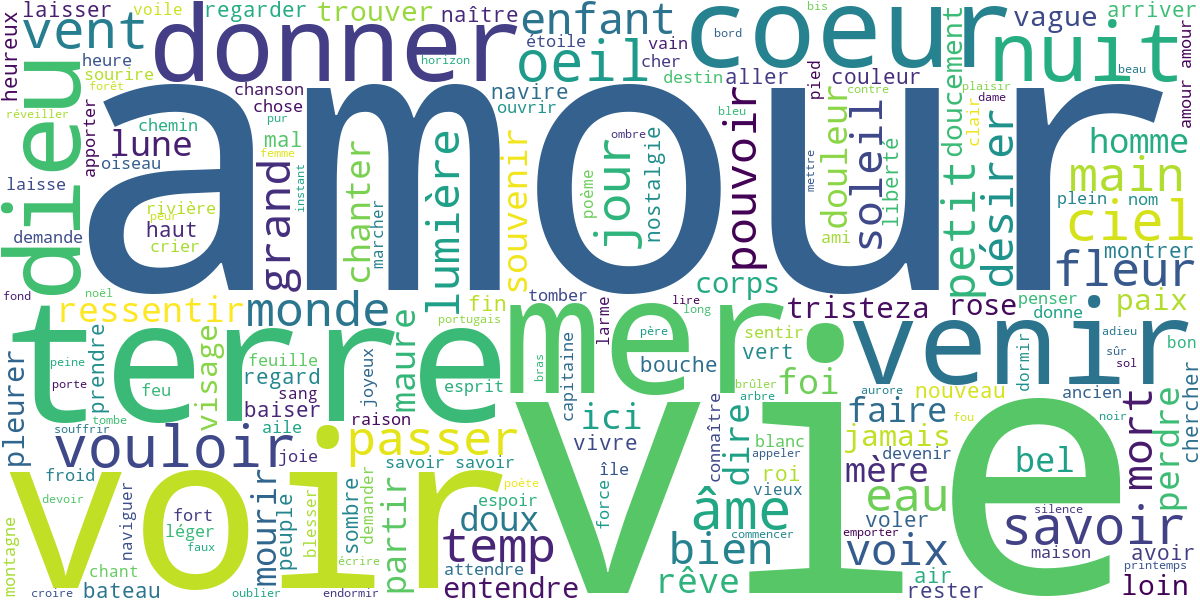 laisser
voile
regarder
trouver
naître
enfant
coeur
bis
vague
arriver
heureux
vent
donner
étoile
vain
bord
nuit
amour
heure
horizon
oeil
cher
aller
couleur
pied
beau
sourire
forêt
destin
doucement
plaisir
dieu
chanson
navire
ouvrir
contre
dame
réveiller
apporter
chose
pur
amour
bleu
clair
amour
chemin
mal
lumière
souvenir
ombre
pouvoir
douleur
soleil
liberté
désirer
homme
lune
femme
chanter
jour
nostalgie
mettre
petit
main
oiseau
grand
instant
poème
laisse
plein
nom
rivière
peur
marcher
ciel
demande
haut
crier
ami
montrer
fleur
fond
noël
ressentir
monde
fin
portugais
tomber
larme
corps
lire
long
tristeza
rose
penser
donne
paix
terre
mer
père
sentir
venir
adieu
bon
pleurer
peine
prendre
visage
feuille
regard
joyeux
maure
bras
capitaine
bouche
vert
foi
aurore
dormir
sûr
sol
porte
feu
sang
esprit
brûler
arbre
nouveau
ancien
chercher
tombe
baiser
raison
ici
connaître
faire
fou
noir
mort
perdre
souffrir
aile
vouloir
passer
vivre
dire
blanc
appeler
jamais
devenir
bel
froid
joie
savoir savoir
île
roi
mère
voir
vie
devoir
naviguer
blesser
sombre
demander
poète
force
vieux
eau
montagne
fort
léger
faux
mourir
peuple
partir
espoir
doux
âme
voler
silence
savoir
commencer
emporter
chant
écrire
temp
bien
voix
maison
avoir
printemps
attendre
air
croire
bateau
oublier
endormir
entendre
rêve
rester
loin